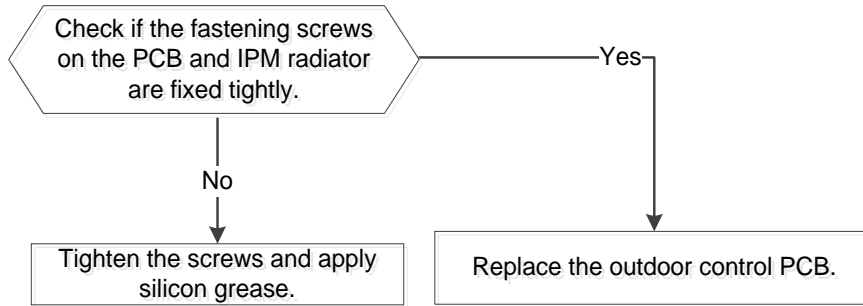 Check if the fastening screws
on the PCB and IPM radiator
are fixed tightly.
Yes
No
Tighten the screws and apply
silicon grease.
Replace the outdoor control PCB.